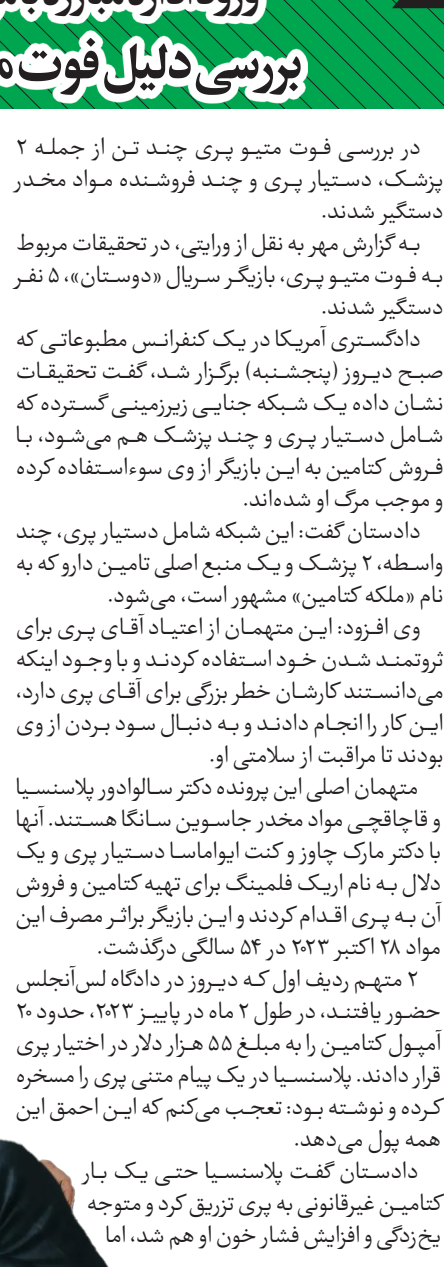 بررسی دلیل فوت
در بررسی فوت متیو پری چند تن از جمله ۲
پزشک، دستیار پری و چند فروشنده مواد مخدر
دستگیر شدند.
به گزارش مهر به نقل از ورایتی، در تحقیقات مربوط
به فوت متیو پری، بازیگر سریال «دوستان»، ۵ نفر
دستگیر شدند.
دادگستری آمریکا در یک کنفرانس مطبوعاتی که
صبح دیروز (پنجشنبه) برگزار شد، گفت تحقیقات
نشان داده یک شبکه جنایی زیرزمینی گسترده که
شامل دستیار پری و چند پزشک هم می‌شود، با
فروش کتامین به این بازیگر از وی سوءاستفاده کرده
و موجب مرگ او شده‌اند.
دادستان گفت: این شبکه شامل دستیار پری، چند
واسطه، ۲ پزشک و یک منبع اصلی تامین دارو که به
نام «ملکه کتامین» مشهور است، می‌شود.
وی افزود: این متهمان از اعتیاد آقای پری برای
ثروتمند شدن خود استفاده کردند و با وجود اینکه
می‌دانستند کارشان خطر بزرگی برای آقای پری دارد،
این کار را انجام دادند و به دنبال سود بردن از وی
بودند تا مراقبت از سلامتی او.
متهمان اصلی این پرونده دکتر سالوادور پلاسنسیا
و قاچاقچی مواد مخدر جاسوین سانگا هستند. آنها
با دکتر مارک چاوز و کنت ایواماسا دستیار پری و یک
دلال به نام اریک فلمینگ برای تهیه کتامین و فروش
آن به پری اقدام کردند و این بازیگر براثر مصرف این
مواد ۲۸ اکتبر ۲۰۲۳ در ۵۴ سالگی درگذشت.
۲ متهم ردیف اول که دیروز در دادگاه لس‌آنجلس
حضور یافتند، در طول ۲ ماه در پاییز ۲۰۲۳، حدود ۲۰
آمپول کتامین را به مبلغ ۵۵ هزار دلار در اختیار پری
قرار دادند. پلاسنسیا در یک پیام متنی پری را مسخره
کرده و نوشته بود: تعجب می‌کنم که این احمق این
همه پول می‌دهد.
دادستان گفت پلاسنسیا حتی یک بار
کتامین غیرقانونی به پری تزریق کرد و متوجه
یخ‌زدگی و افزایش فشار خون او هم شد، اما